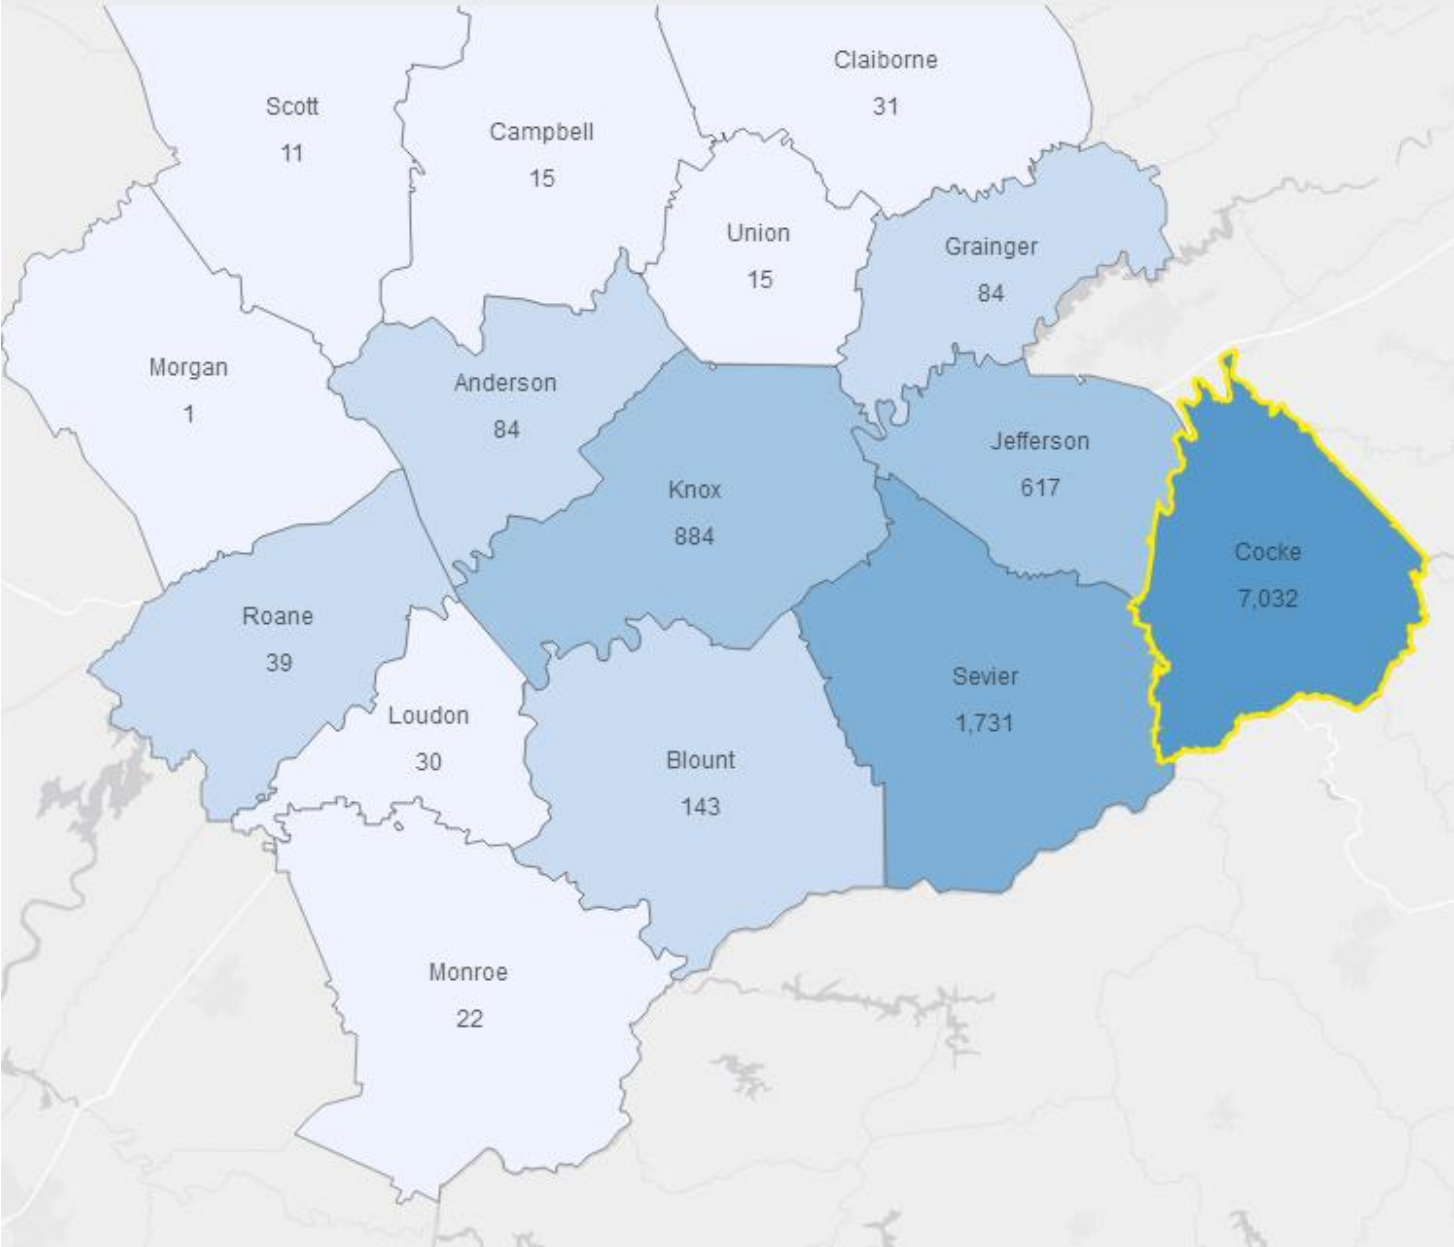 Claiborne
31
Scott
11
Campbell
15
Union
15
Grainger
84
Morgan
1
Anderson
84
Jefferson
617
Knox
884
Cocke
7,032
Roane
39
Sevier
1,731
Loudon
30
Blount
143
Monroe
22